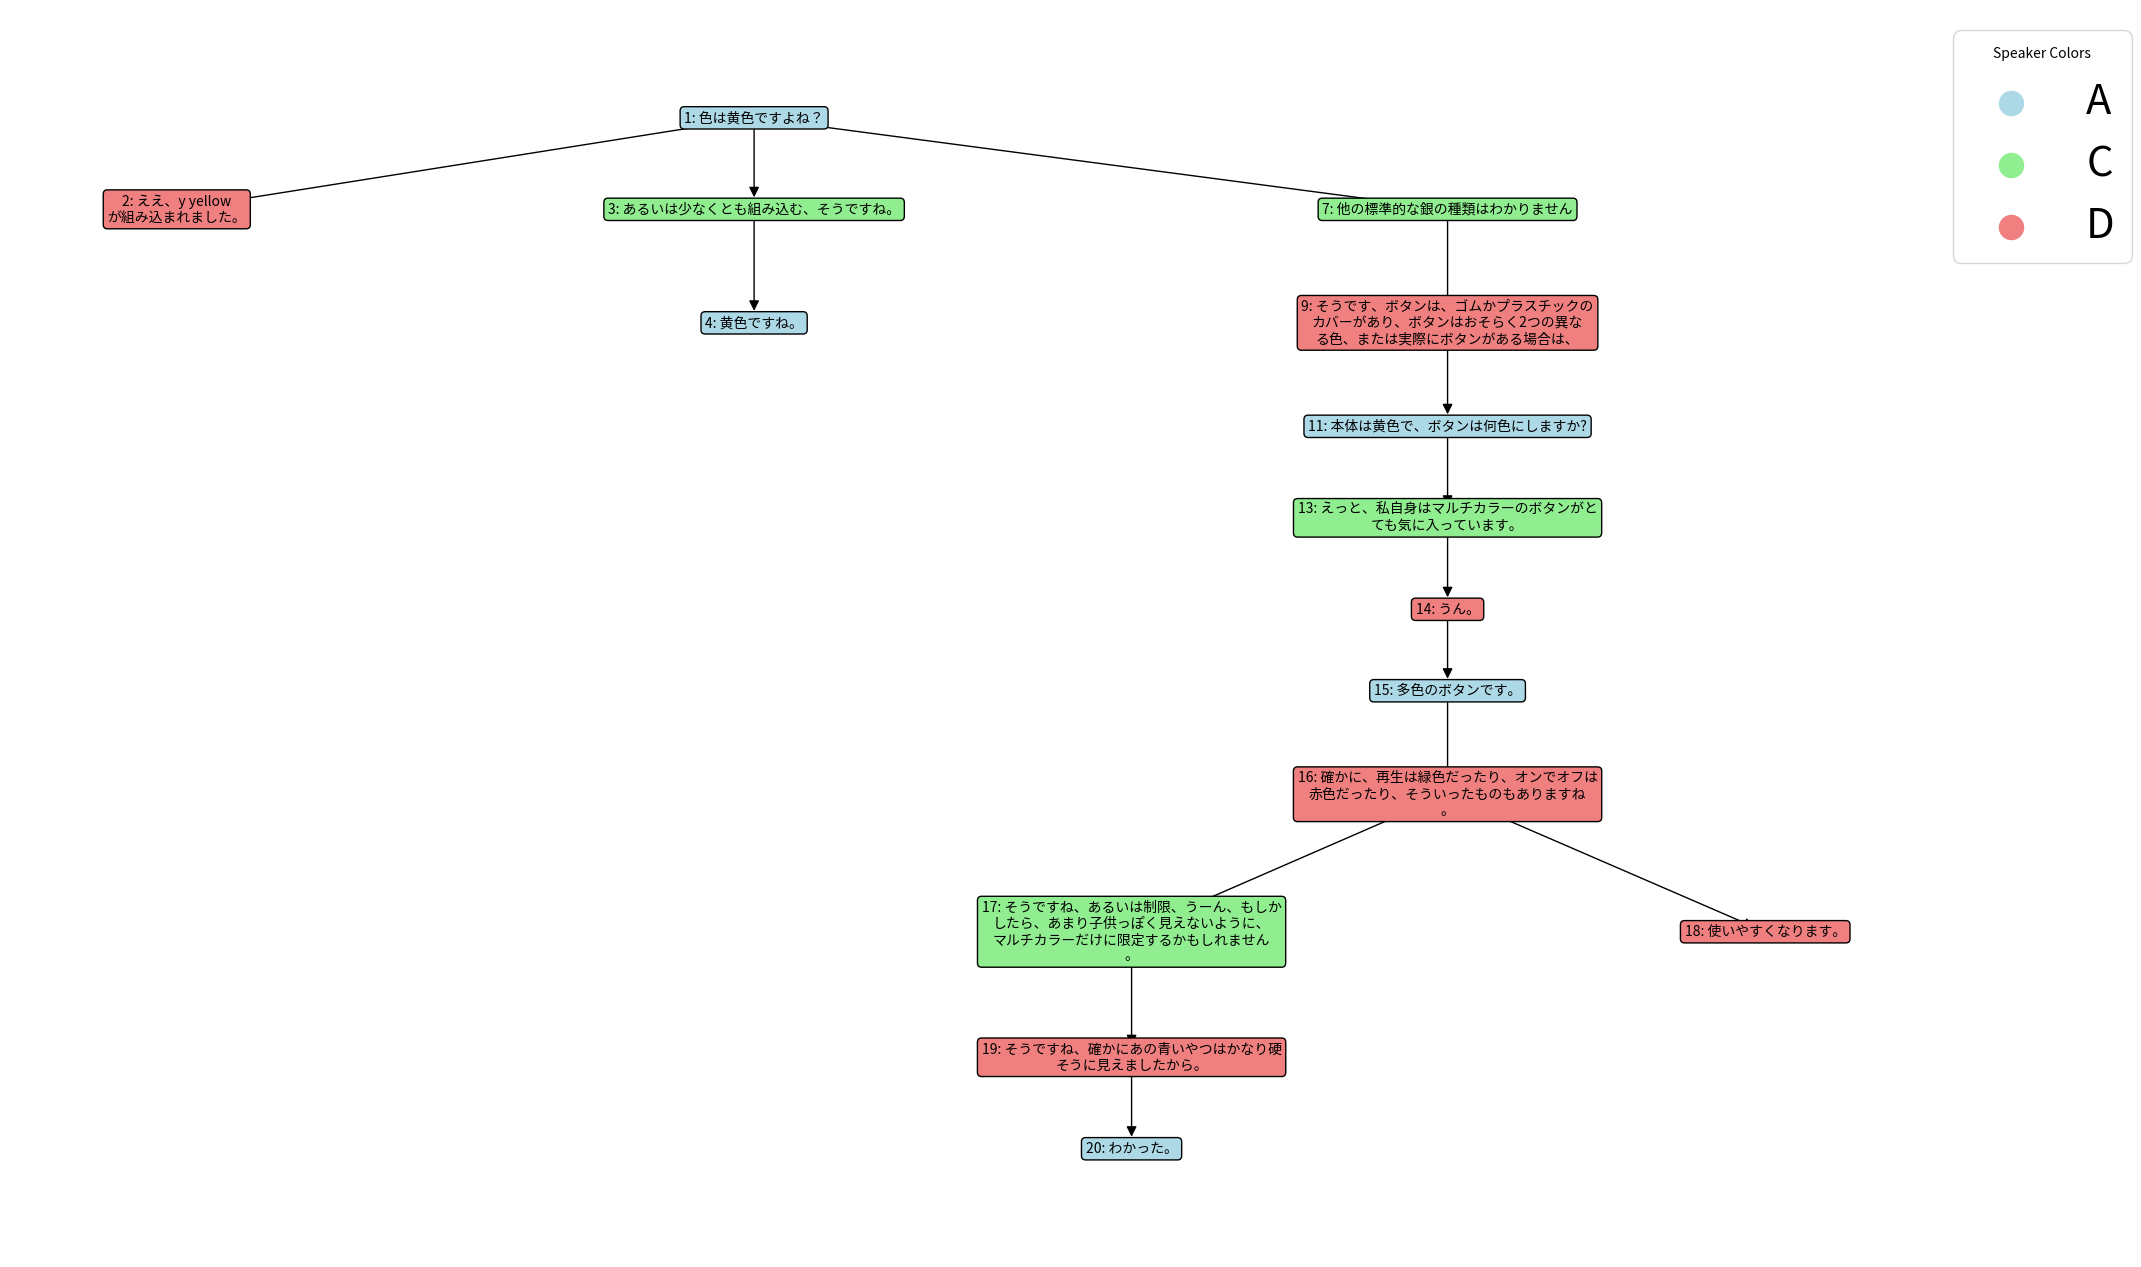 Speaker Colors
A
C
D
1: 色は黄色ですよね？
2: ええ、y yellow
が組み込まれました。
3: あるいは少なくとも組み込む、そうですね。
7: 他の標準的な銀の種類はわかりません
4: 黄色ですね。
9: そうです、ボタンは、ゴムかプラスチックの
カバーがあり、ボタンはおそらく2つの異な
る色、または実際にボタンがある場合は、
11: 本体は黄色で、ボタンは何色にしますか?
13: えっと、私自身はマルチカラーのボタンがと
ても気に入っています。
14: うん。
15: 多色のボタンです。
16: 確かに、再生は緑色だったり、オンでオフは
赤色だったり、そういったものもありますね
。
17: そうですね、あるいは制限、うーん、もしか
したら、あまり子供っぽく見えないように、
マルチカラーだけに限定するかもしれません
。
18: 使いやすくなります。
19: そうですね、確かにあの青いやつはかなり硬
そうに見えましたから。
20: わかった。